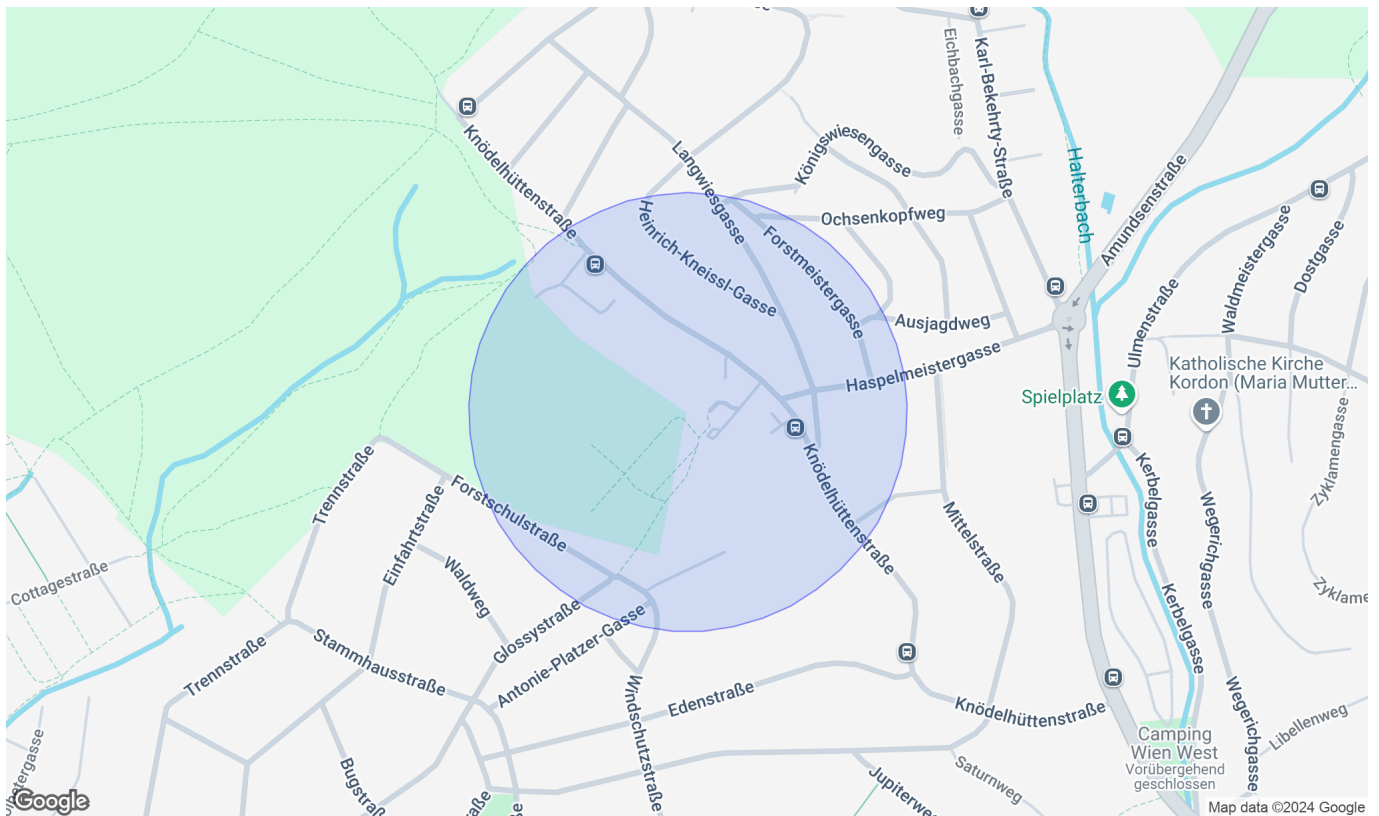 Karl-Bekehrty-Straße
Eichbachgasse
Knödelhüttenstraße
Langwiesgasse
Königswiesengasse
Halterbach
Amundsenstraße
Heinrich-Kneissl-Gasse
Forstmeistergasse
Ochsenkopfweg
Waldmeistergasse
Dostgasse
Ulmenstraße
Ausjagdweg
Haspelmeistergasse
Katholische Kirche
Kordon (Maria Mutter...
Spielplatz
Zyklamengasse
Trennstraße
Forstschulstraße
Einfahrtstraße
Knödelhüttenstraße
Mittelstraße
Kerbelgasse
Wegerichgasse
Cottagestraße
Waldweg
Glossystraße
Antonie-Platzer-Gasse
Kerbelgasse
Zyklame
Trennstraße
Stammhausstraße
Windschutzstraße
Edenstraße
Knödelhüttenstraße
Wegerichgasse
Libellenweg
Camping
Wien West
Vorübergehend
geschlossen
Bugstraß
Saturnweg
Jupiterweg
Google
Map data ©2024 Google